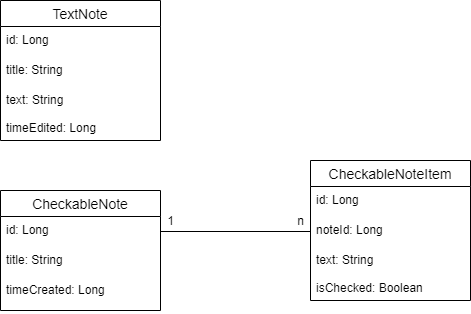 TextNote
id: Long
title: String
text: String
timeEdited: Long
CheckableNote
id: Long
title: String
timeCreated: Long
1
n
CheckableNoteItem
id: Long
noteId: Long
text: String
isChecked: Boolean